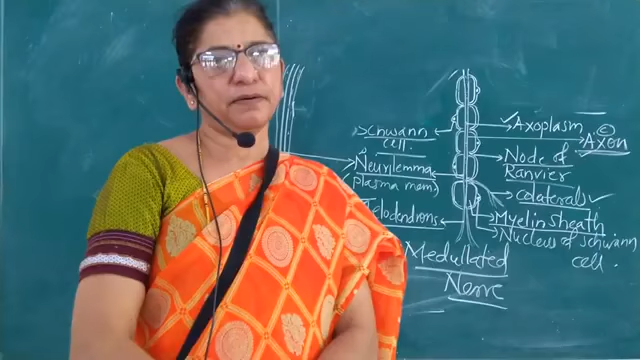 Schwann
cell.
Neurilemma
plasma mem)
Telodendrons
Axoplasm
©
Axon
Node of
Ranvier
colaterals
Myelin Sheath
Nucleus of schwann
cell.
Medullated
Nerve